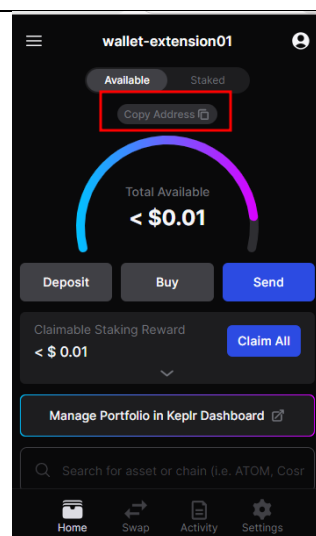 wallet-extension01
Available Staked
Copy Address
Total Available
< $0.01
Deposit Buy Send
Claimable Staking Reward
< $ 0.01
Claim All
Manage Portfolio in Keplr Dashboard
Search for asset or chain (i.e. ATOM, Cosr
Home Swap Activity Settings